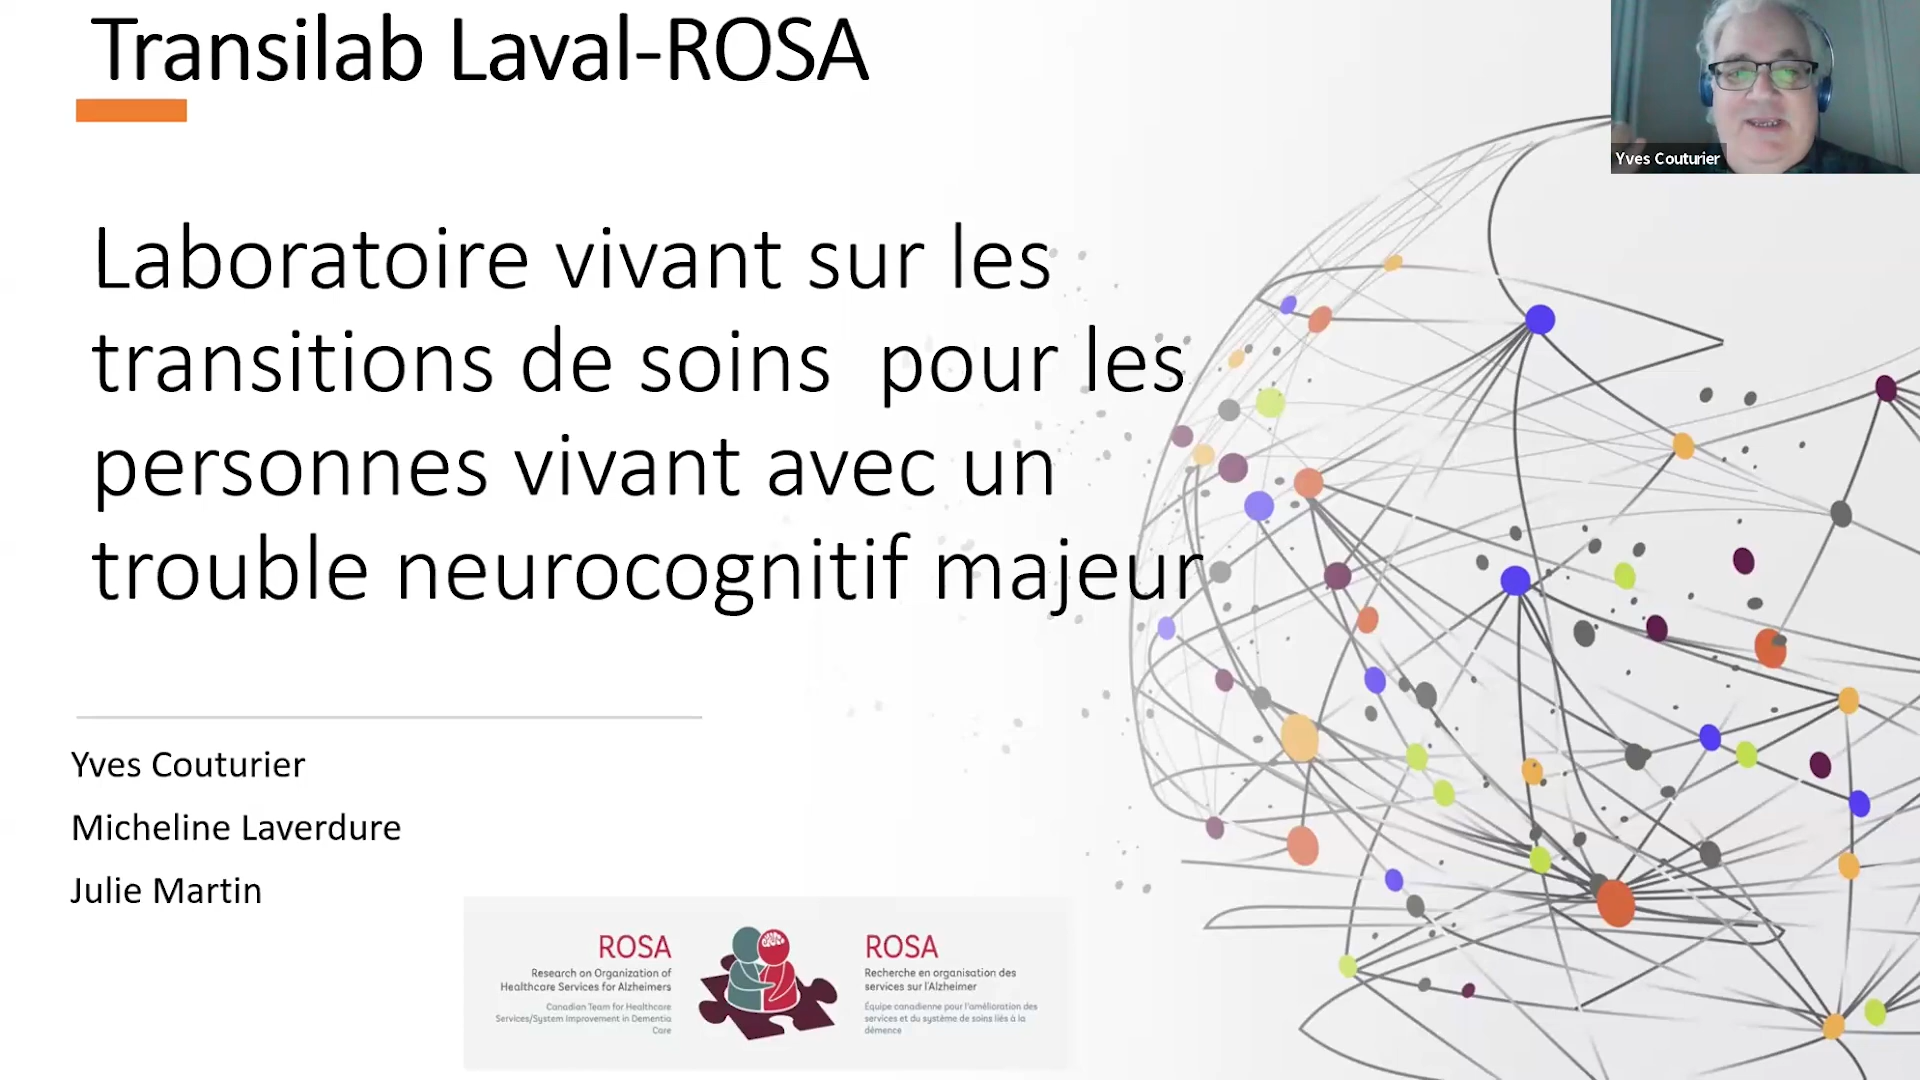 Transilab Laval-ROSA
Yves Couturier
Laboratoire vivant sur les
transitions de soins  pour les
personnes vivant avec un
trouble neurocognitif majeur
Yves Couturier
Micheline Laverdure
Julie Martin
ROSA
Research on Organization of
Healthcare Services for Alzheimers
Canadian Team for Healthcare
Services/System Improvement in Dementia
Care
ROSA
Recherche en organisation des
services sur l'Alzheimer
Équipe canadienne pour l'amélioration des
services et du système de soins liés à la
démence